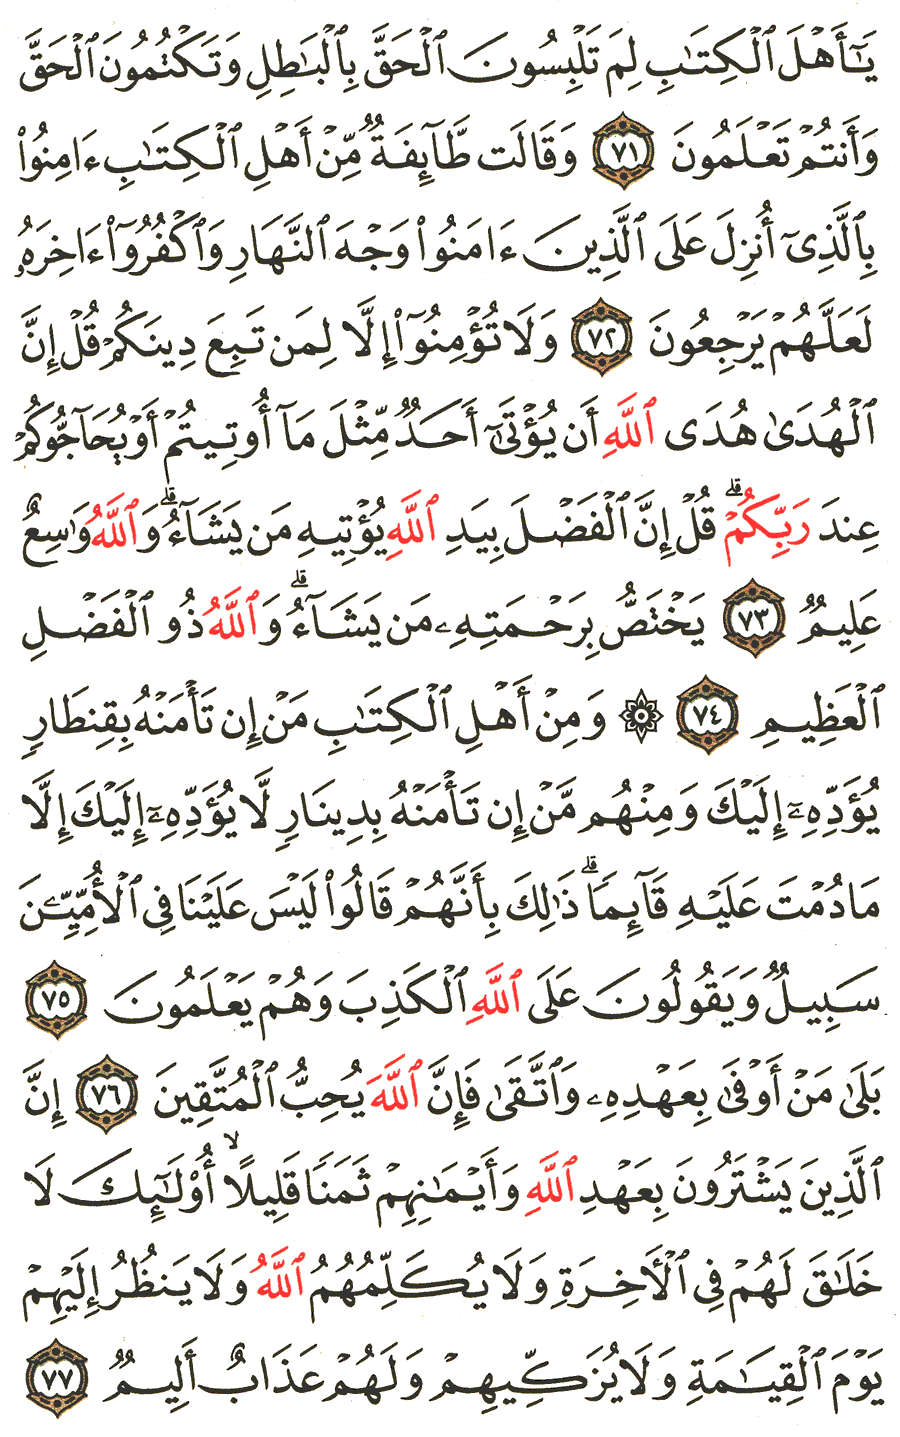 يَـٰٓأَهْلَ ٱلْكِتَـٰبِ لِمَ تَلْبِسُونَ ٱلْحَقَّ بِٱلْبَـٰطِلِ وَتَكْتُمُونَ ٱلْحَقَّ
وَأَنتُمْ تَعْلَمُونَ ٧١ وَقَالَت طَّآئِفَةٌ مِّنْ أَهْلِ ٱلْكِتَـٰبِ ءَامِنُوا۟
بِٱلَّذِىٓ أُنزِلَ عَلَى ٱلَّذِينَ ءَامَنُوا۟ وَجْهَ ٱلنَّهَارِ وَٱكْفُرُوٓا۟ ءَاخِرَهُۥ
لَعَلَّهُمْ يَرْجِعُونَ ٧٢ وَلَا تُؤْمِنُوٓا۟ إِلَّا لِمَن تَبِعَ دِينَكُمْ قُلْ إِنَّ
ٱلْهُدَىٰ هُدَى ٱللَّهِ أَن يُؤْتَىٰٓ أَحَدٌ مِّثْلَ مَآ أُوتِيتُمْ أَوْ يُحَآجُّوكُمْ
عِندَ رَبِّكُمْ ۗ قُلْ إِنَّ ٱلْفَضْلَ بِيَدِ ٱللَّهِ يُؤْتِيهِ مَن يَشَآءُ ۗ وَٱللَّهُ وَٰسِعٌ
عَلِيمٌ ٧٣ يَخْتَصُّ بِرَحْمَتِهِۦ مَن يَشَآءُ ۗ وَٱللَّهُ ذُو ٱلْفَضْلِ
ٱلْعَظِيمِ ٧٤ ۞ وَمِنْ أَهْلِ ٱلْكِتَـٰبِ مَنْ إِن تَأْمَنْهُ بِقِنطَارٍ
يُؤَدِّهِۦٓ إِلَيْكَ وَمِنْهُم مَّنْ إِن تَأْمَنْهُ بِدِينَارٍ لَّا يُؤَدِّهِۦٓ إِلَيْكَ إِلَّا
مَا دُمْتَ عَلَيْهِ قَآئِمًا ۗ ذَٰلِكَ بِأَنَّهُمْ قَالُوا۟ لَيْسَ عَلَيْنَا فِى ٱلْأُمِّيِّـۧنَ
سَبِيلٌ وَيَقُولُونَ عَلَى ٱللَّهِ ٱلْكَذِبَ وَهُمْ يَعْلَمُونَ ٧٥
بَلَىٰ مَنْ أَوْفَىٰ بِعَهْدِهِۦ وَٱتَّقَىٰ فَإِنَّ ٱللَّهَ يُحِبُّ ٱلْمُتَّقِينَ ٧٦ إِنَّ
ٱلَّذِينَ يَشْتَرُونَ بِعَهْدِ ٱللَّهِ وَأَيْمَـٰنِهِمْ ثَمَنًا قَلِيلًا ۙ أُو۟لَـٰٓئِكَ لَا
خَلَـٰقَ لَهُمْ فِى ٱلْـَٔاخِرَةِ وَلَا يُكَلِّمُهُمُ ٱللَّهُ وَلَا يَنظُرُ إِلَيْهِمْ
يَوْمَ ٱلْقِيَـٰمَةِ وَلَا يُزَكِّيهِمْ وَلَهُمْ عَذَابٌ أَلِيمٌ ٧٧